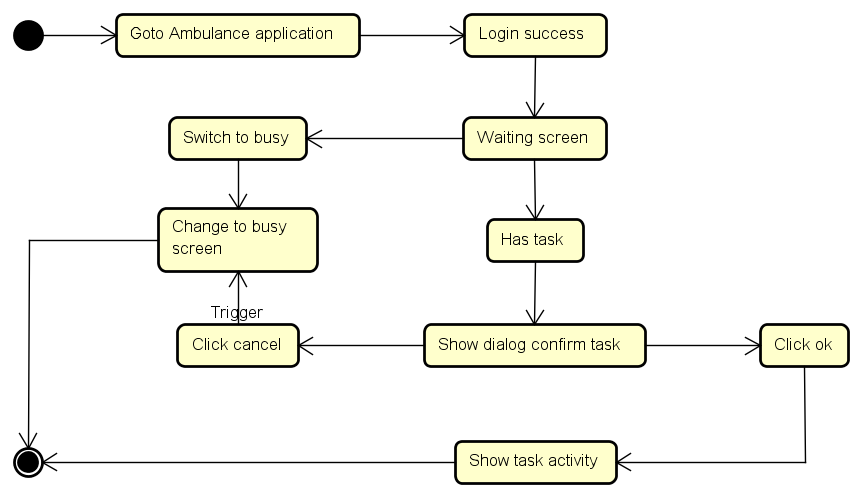 Goto Ambulance application
Login success
Switch to busy
Waiting screen
Change to busy
screen
Has task
Trigger
Click cancel
Show dialog confirm task
Click ok
Show task activity